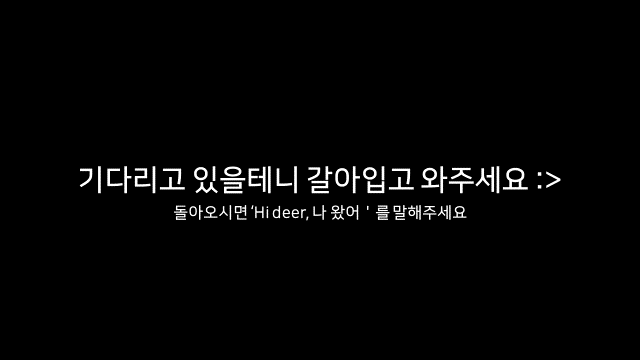 기다리고 있을테니 갈아입고 와주세요 :>
돌아오시면 ‘Hi deer, 나 왔어 ' 를 말해주세요